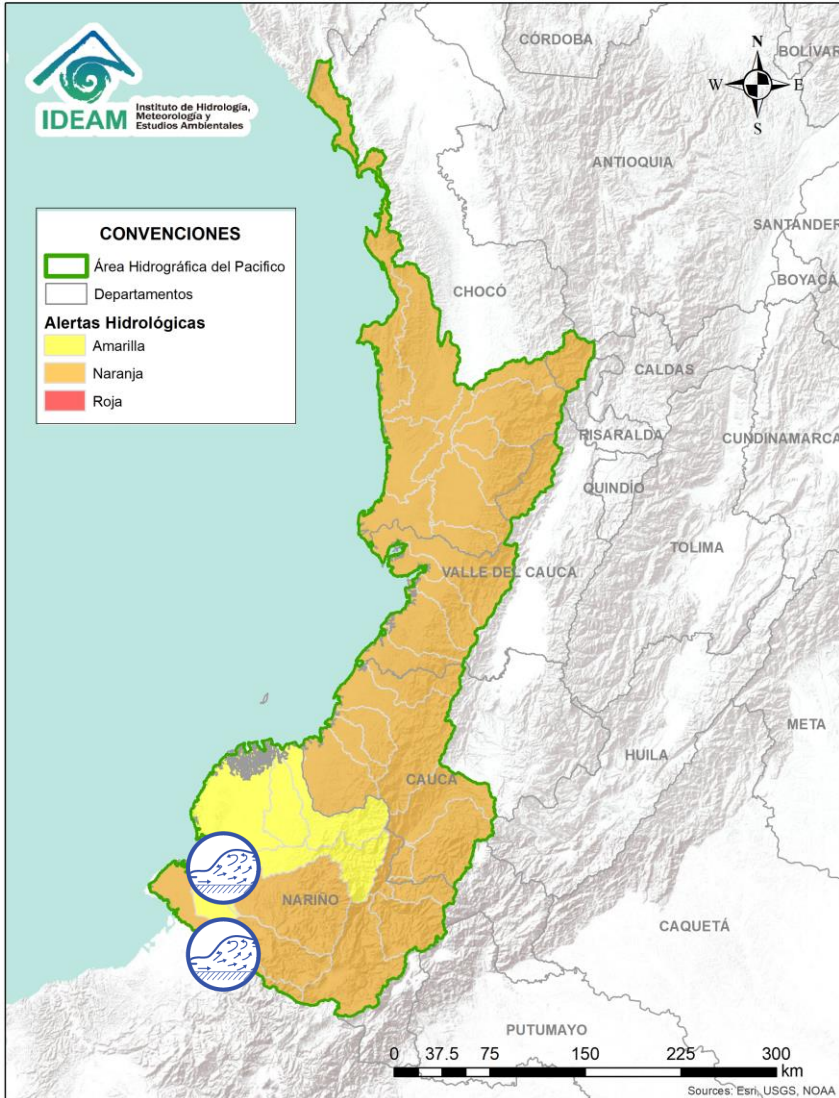 IDEAM
Instituto de Hidrología,
Meteorología y
Estudios Ambientales
CÓRDOBA
BOLÍVAR
N
W
E
S
ANTIOQUIA
SANTANDER
BOYACÁ
CONVENCIONES
Área Hidrográfica del Pacifico
Departamentos
Alertas Hidrológicas
Amarilla
Naranja
Roja
CHOCÓ
CALDAS
RISARALDA
CUNDINAMARCA
QUINDÍO
TOLIMA
VALLE DEL CAUCA
META
HUILA
CAUCA
NARIÑO
CAQUETÁ
PUTUMAYO
0 37.5 75 150 225 300
km
Sources: Esri, USGS, NOAA